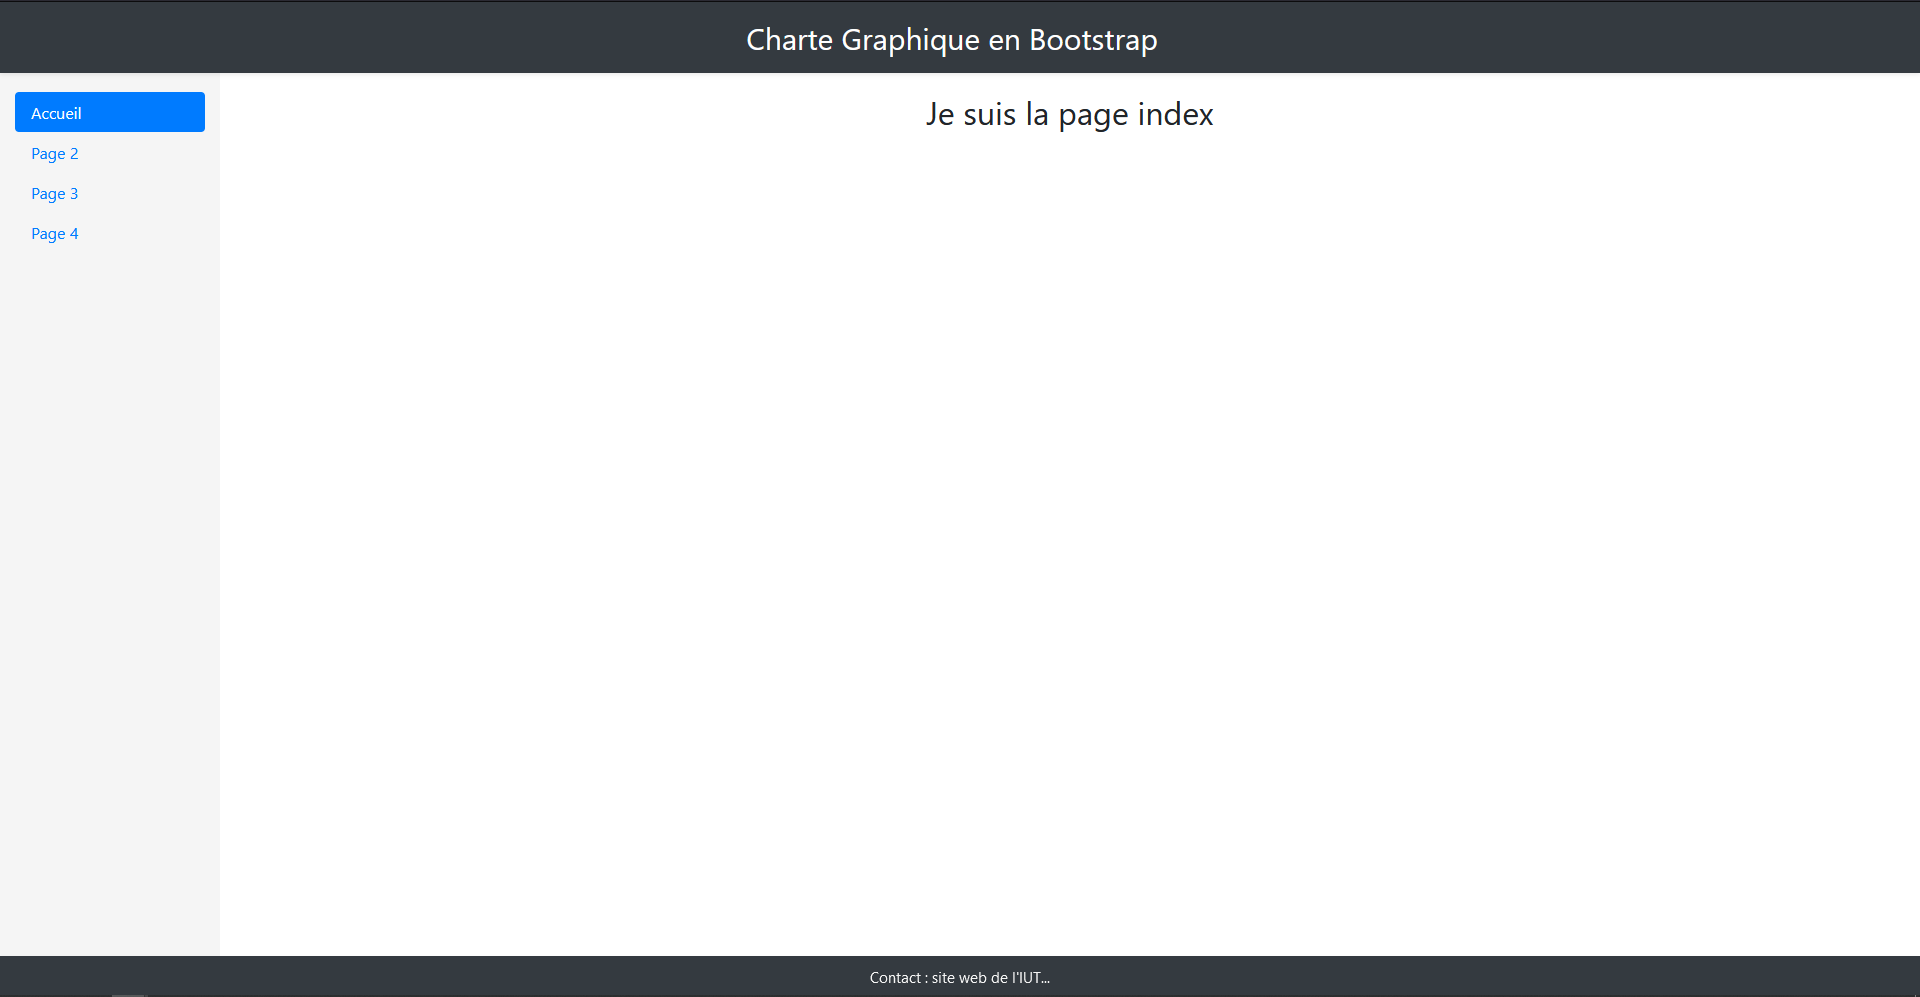 Charte Graphique en Bootstrap
Accueil
Page 2
Page 3
Page 4
Je suis la page index
Contact : site web de l'IUT...